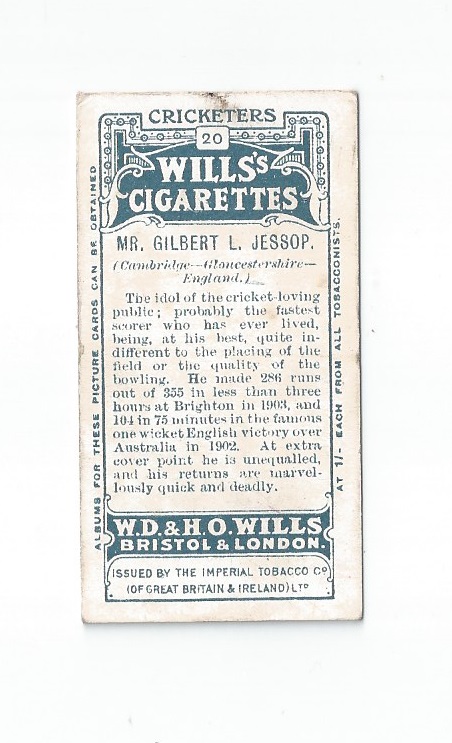 CRICKETERS
20
WILLS'S
CIGARETTES
MR. GILBERT L. JESSOP.
(Cambridge—Gloucestershire—
England.)
The idol of the cricket-loving
public; probably the fastest
scorer who has ever lived,
being, at his best, quite in-
different to the placing of the
field or the quality of the
bowling. He made 286 runs
out of 355 in less than three
hours at Brighton in 1903, and
104 in 75 minutes in the famous
one wicket English victory over
Australia in 1902. At extra
cover point he is unequalled,
and his returns are marvel-
lously quick and deadly.
W.D. & H.O. WILLS
BRISTOL & LONDON.
ISSUED BY THE IMPERIAL TOBACCO Co
(OF GREAT BRITAIN & IRELAND) LTD
ALBUMS FOR THESE PICTURE CARDS CAN BE OBTAINED
AT 1/- EACH FROM ALL TOBACCONISTS.